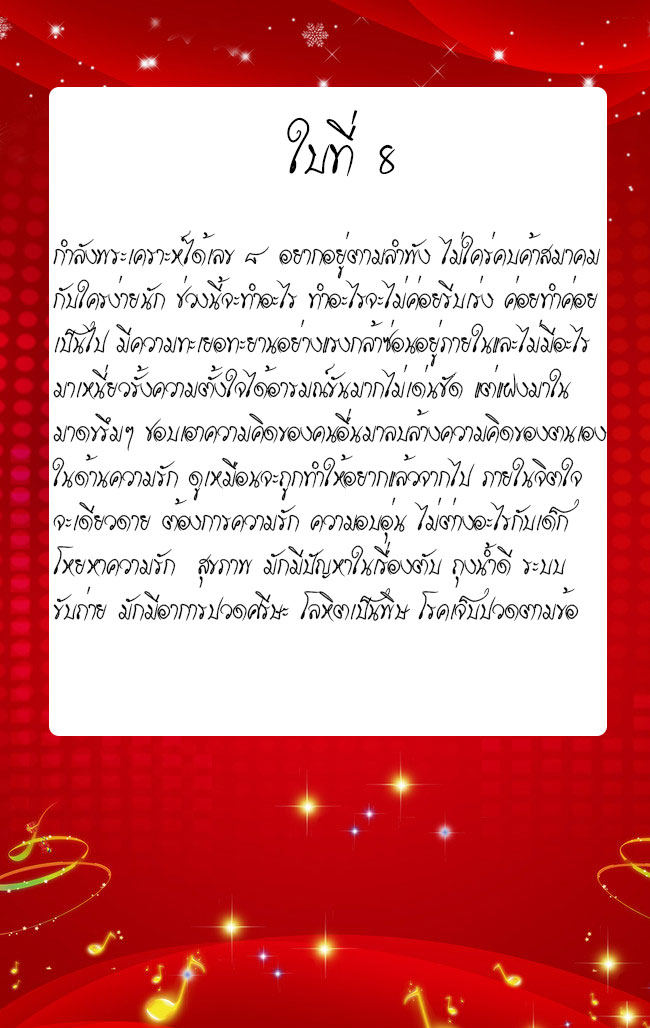 ใบที่ 8
กำลังพระเคราะห์ได้เลข ๘ อยากอยู่ตามลำพัง ไม่ใคร่คบค้าสมาคม
กับใครง่ายนัก ช่วงนี้จะทำอะไร ทำอะไรจะไม่ค่อยรีบเร่ง ค่อยทำค่อย
เป็นไป มีความทะเยอทะยานอย่างแรงกล้าซ่อนอยู่ภายในและไม่มีอะไร
มาเหนี่ยวรั้งความตั้งใจได้อารมณ์ขันมากไม่เด่นชัด แต่แฝงมาใน
มาดขรึมๆ ชอบเอาความคิดของคนอื่นมาลบล้างความคิดของตนเอง
ในด้านความรัก ดูเหมือนจะถูกทำให้อยากแล้วจากไป ภายในจิตใจ
จะเดียวดาย ต้องการความรัก ความอบอุ่น ไม่ต่างอะไรกับเด็ก
โหยหาความรัก สุขภาพ มักมีปัญหาในเรื่องตับ ถุงน้ำดี ระบบ
ขับถ่าย มักมีอาการปวดศรีษะ โลหิตเป็นพิษ โรคเจ็บปวดตามข้อ